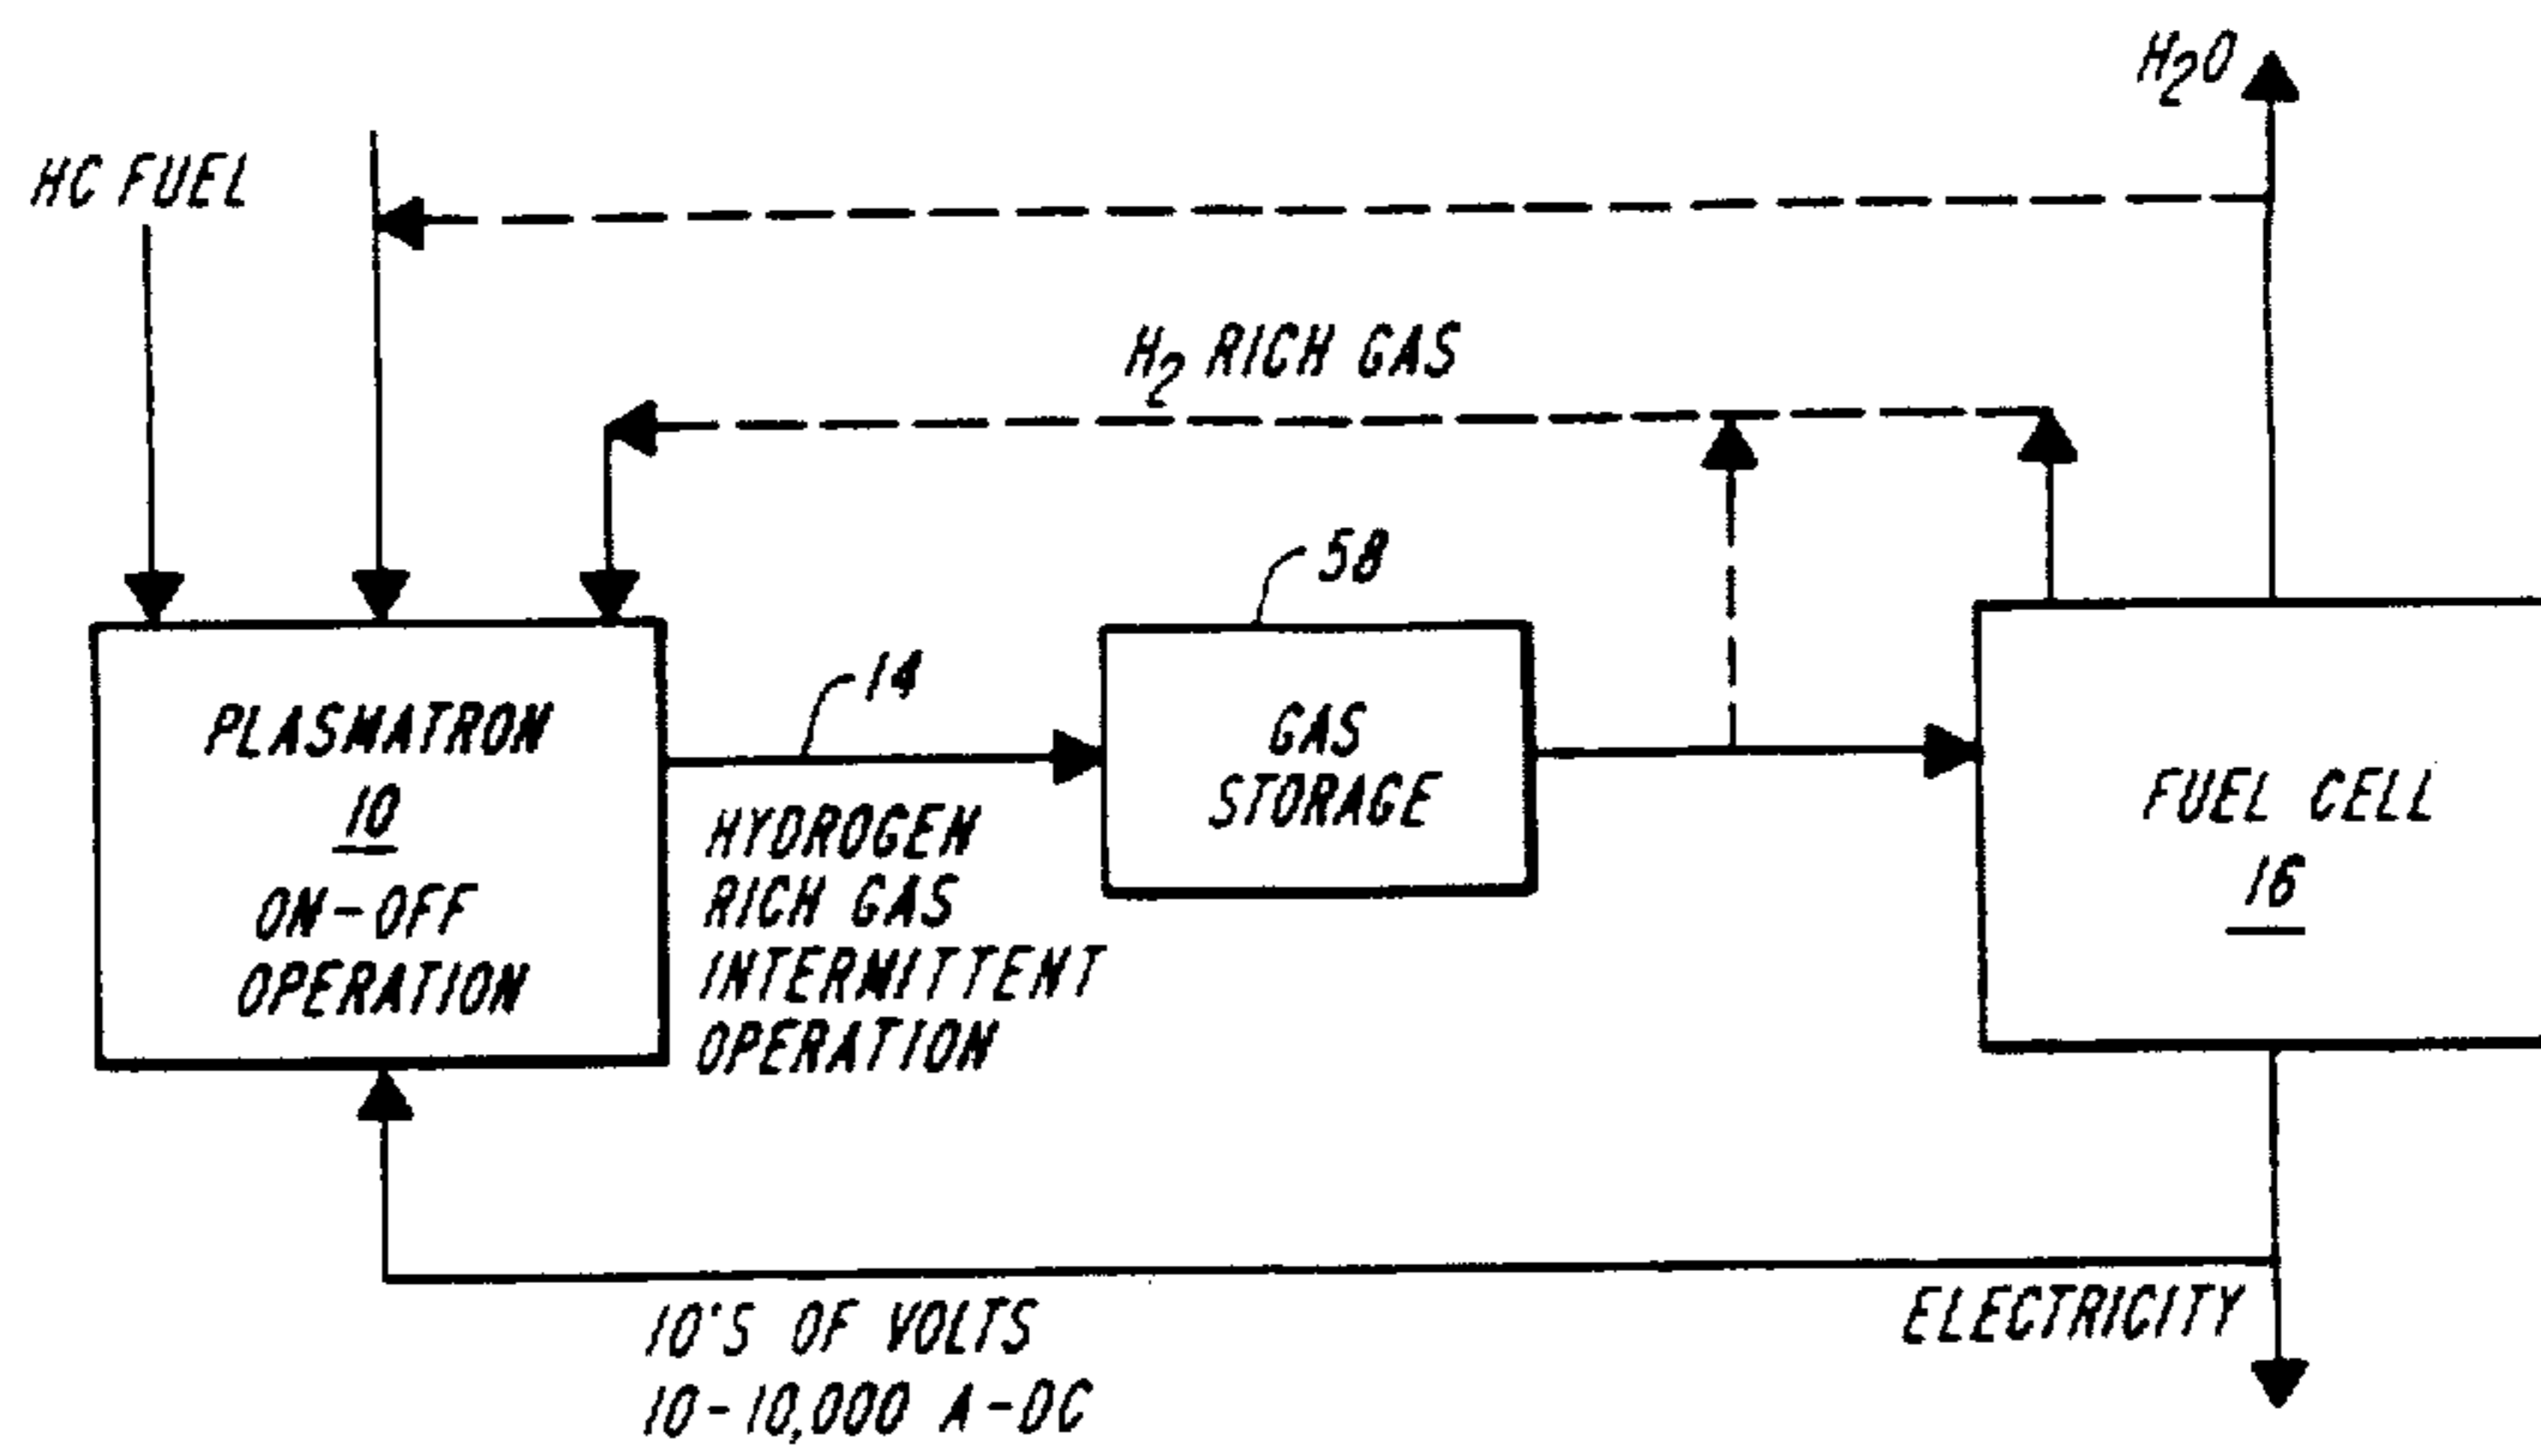 H2O
HC FUEL
H2 RICH GAS
58
14
PLASMATRON
10
ON-OFF
OPERATION
HYDROGEN
RICH GAS
INTERMITTENT
OPERATION
GAS
STORAGE
FUEL CELL
16
10'S OF VOLTS
10-10,000 A-DC
ELECTRICITY